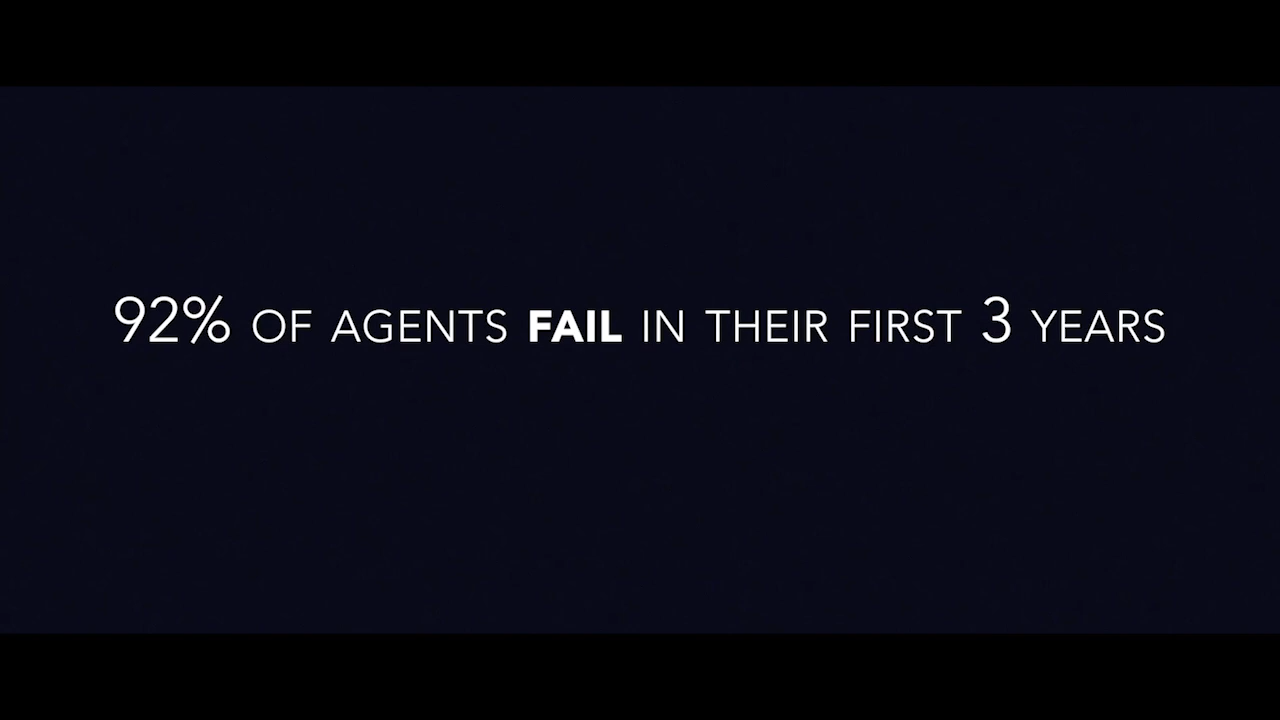 92% OF AGENTS FAIL IN THEIR FIRST 3 YEARS